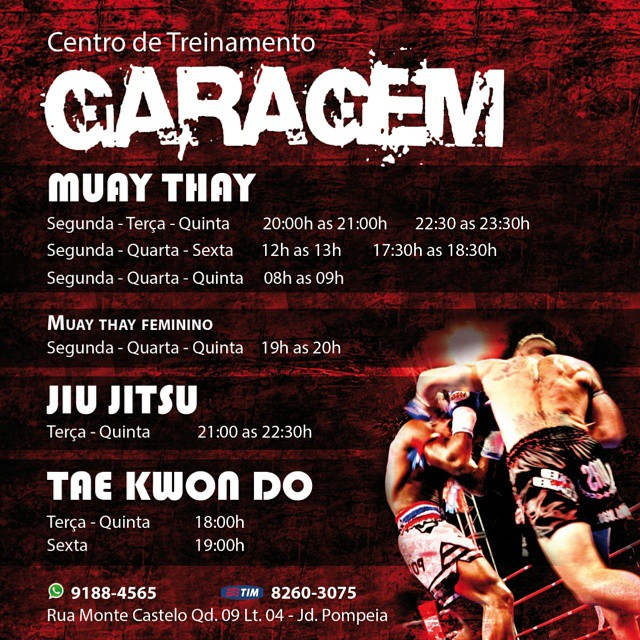 Centro de Treinamento
GARAGEM
MUAY THAY
Segunda - Terça - Quinta 20:00h as 21:00h 22:30 as 23:30h
Segunda - Quarta - Sexta 12h as 13h 17:30h as 18:30h
Segunda - Quarta - Quinta 08h as 09h
MUAY THAY FEMININO
Segunda - Quarta - Quinta 19h as 20h
JIU JITSU
Terça - Quinta 21:00 as 22:30h
TAE KWON DO
Terça - Quinta 18:00h
Sexta 19:00h
9188-4565 TIM 8260-3075
Rua Monte Castelo Qd. 09 Lt. 04 - Jd. Pompeia